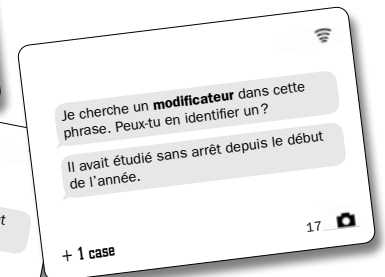 Je cherche un modificateur dans cette
phrase. Peux-tu en identifier un ?
Il avait étudié sans arrêt depuis le début
de l'année.
+ 1 case
17